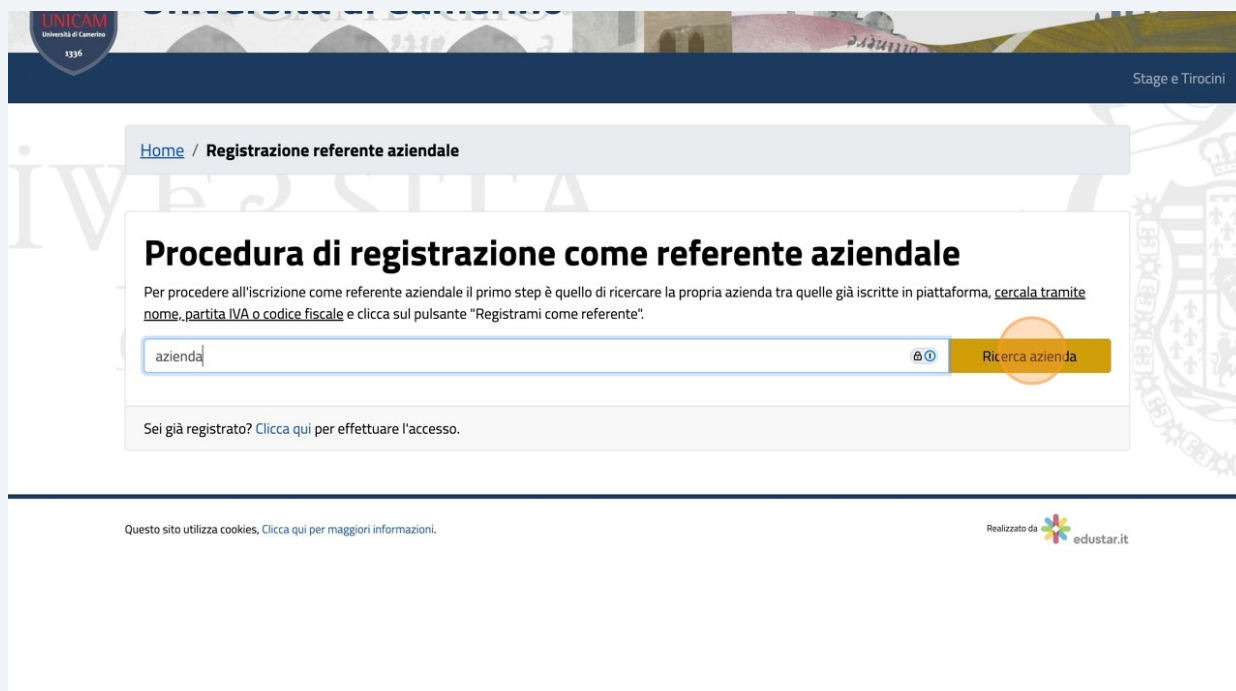 UNICAM
Università di Camerino
1336
Università di Camerino
Stage e Tirocini
Home / Registrazione referente aziendale
Procedura di registrazione come referente aziendale
Per procedere all'iscrizione come referente aziendale il primo step è quello di ricercare la propria azienda tra quelle già iscritte in piattaforma, cercala tramite
nome, partita IVA o codice fiscale e clicca sul pulsante "Registrami come referente".
azienda
Ricerca azienda
Sei già registrato? Clicca qui per effettuare l'accesso.
Questo sito utilizza cookies, Clicca qui per maggiori informazioni.
Realizzato da edustar.it